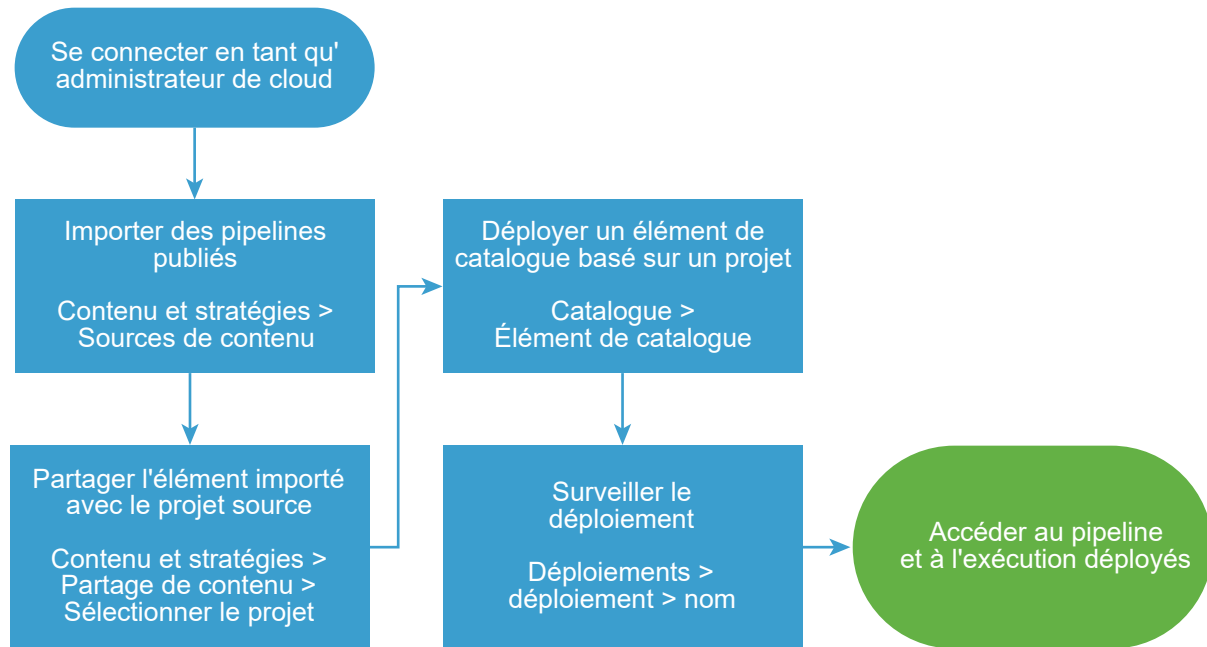 Se connecter en tant qu'
administrateur de cloud
Importer des pipelines
publiés
Contenu et stratégies >
Sources de contenu
Partager l'élément importé
avec le projet source
Contenu et stratégies >
Partage de contenu >
Sélectionner le projet
Déployer un élément de
catalogue basé sur un projet
Catalogue >
Élément de catalogue
Surveiller le
déploiement
Déploiements >
déploiement > nom
Accéder au pipeline
et à l'exécution déployés